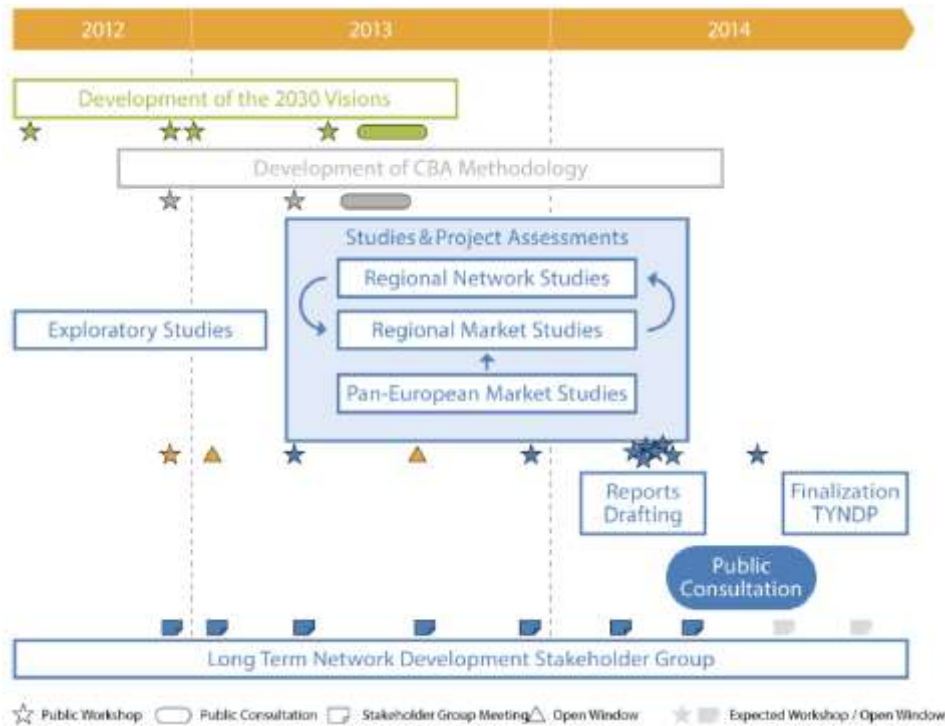 2012 2013 2014
Development of the 2030 Visions
Development of CBA Methodology
Studies & Project Assessments
Regional Network Studies
Exploratory Studies
Regional Market Studies
Pan-European Market Studies
Reports
Drafting
Finalization
TYNDP
Public
Consultation
Long Term Network Development Stakeholder Group
Public Workshop Public Consultation Stakeholder Group Meeting Open Window Expected Workshop / Open Window